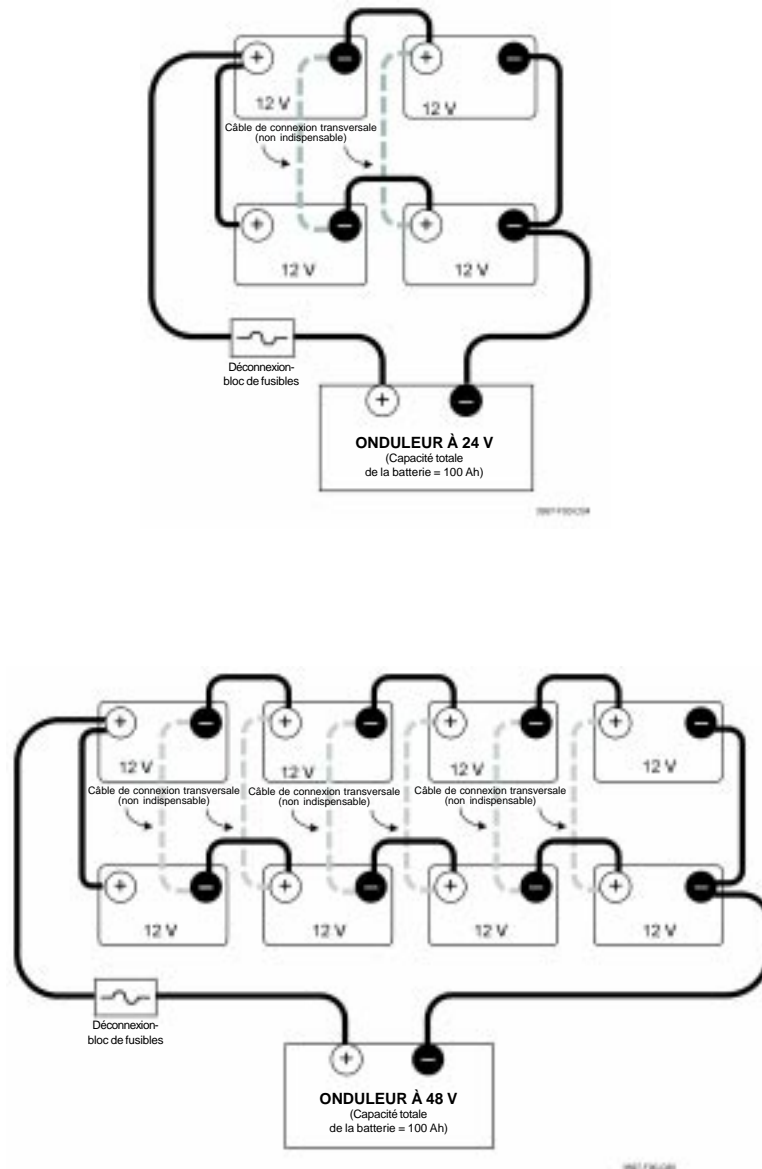 12 V
12 V
Câble de connexion transversale
(non indispensable)
12 V
12 V
Déconnexion-
bloc de fusibles
ONDULEUR À 24 V
(Capacité totale
de la batterie = 100 Ah)
12 V
12 V
12 V
12 V
Câble de connexion transversale
(non indispensable)
Câble de connexion transversale
(non indispensable)
Câble de connexion transversale
(non indispensable)
12 V
12 V
12 V
12 V
Déconnexion-
bloc de fusibles
ONDULEUR À 48 V
(Capacité totale
de la batterie = 100 Ah)